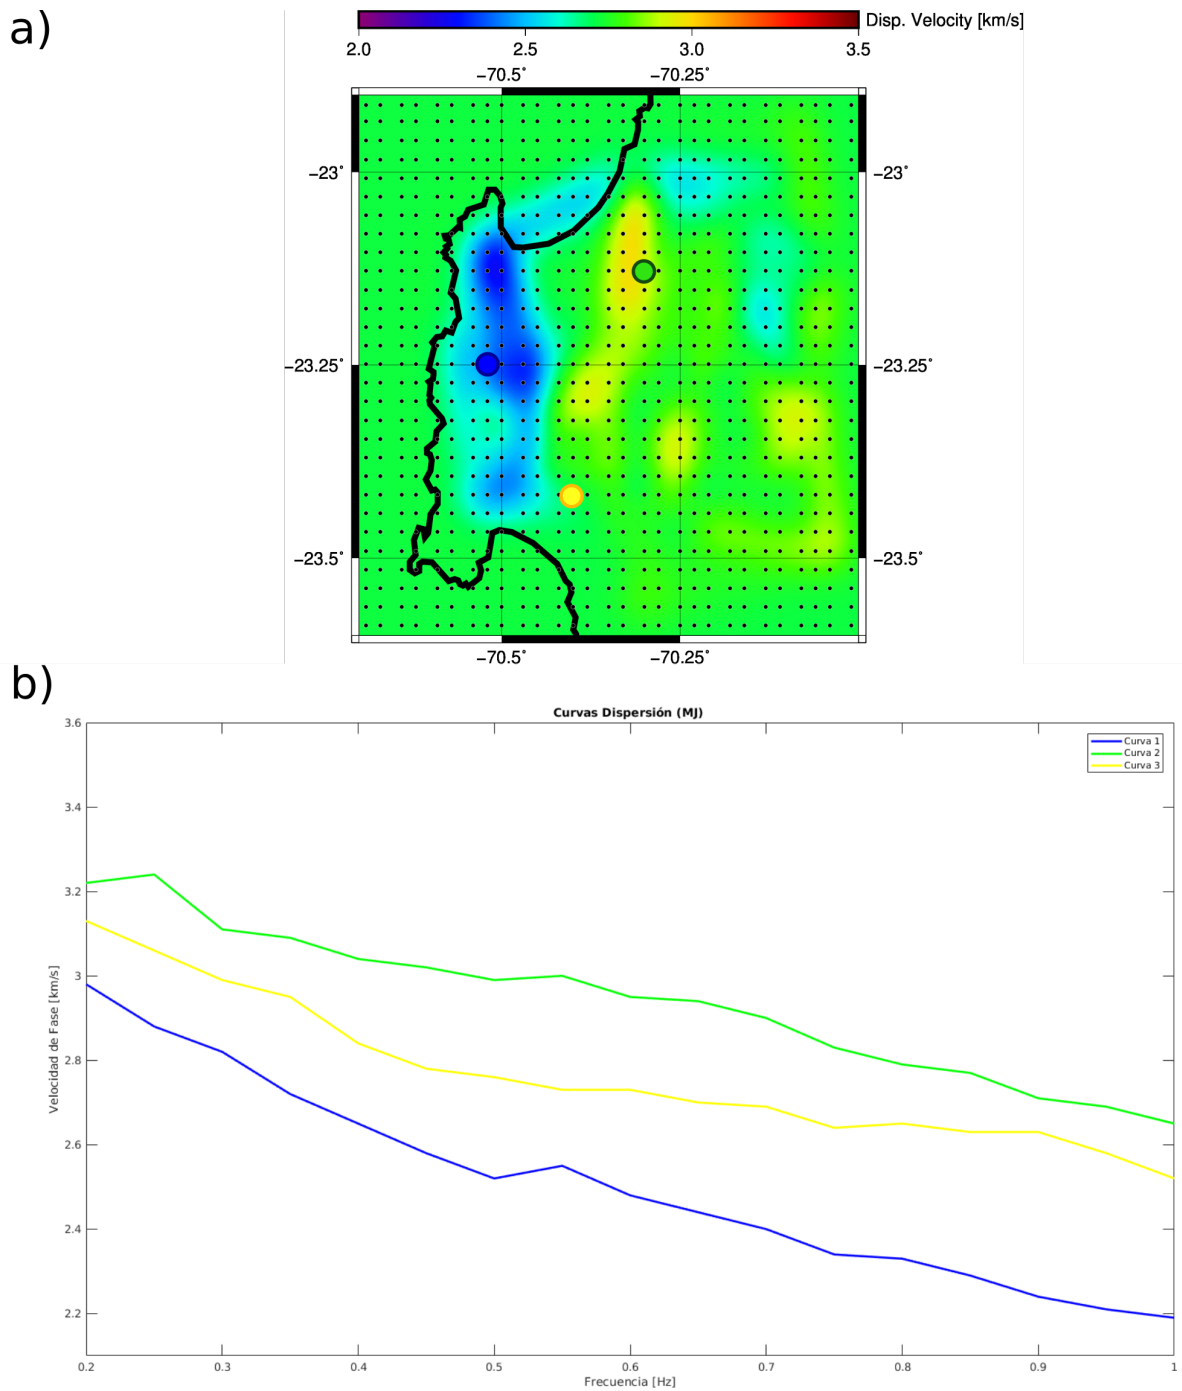 a)
Disp. Velocity [km/s]
2.0 2.5 3.0 3.5
−70.5˚ −70.25˚
−23˚ −23˚
−23.25˚ −23.25˚
−23.5˚ −23.5˚
−70.5˚ −70.25˚
b)
Curvas Dispersión (MJ)
3.6
Curva 1
Curva 2
Curva 3
3.4
3.2
3
2.8
2.6
2.4
2.2
Velocidad de Fase [km/s]
0.2 0.3 0.4 0.5 0.6 0.7 0.8 0.9 1
Frecuencia [Hz]